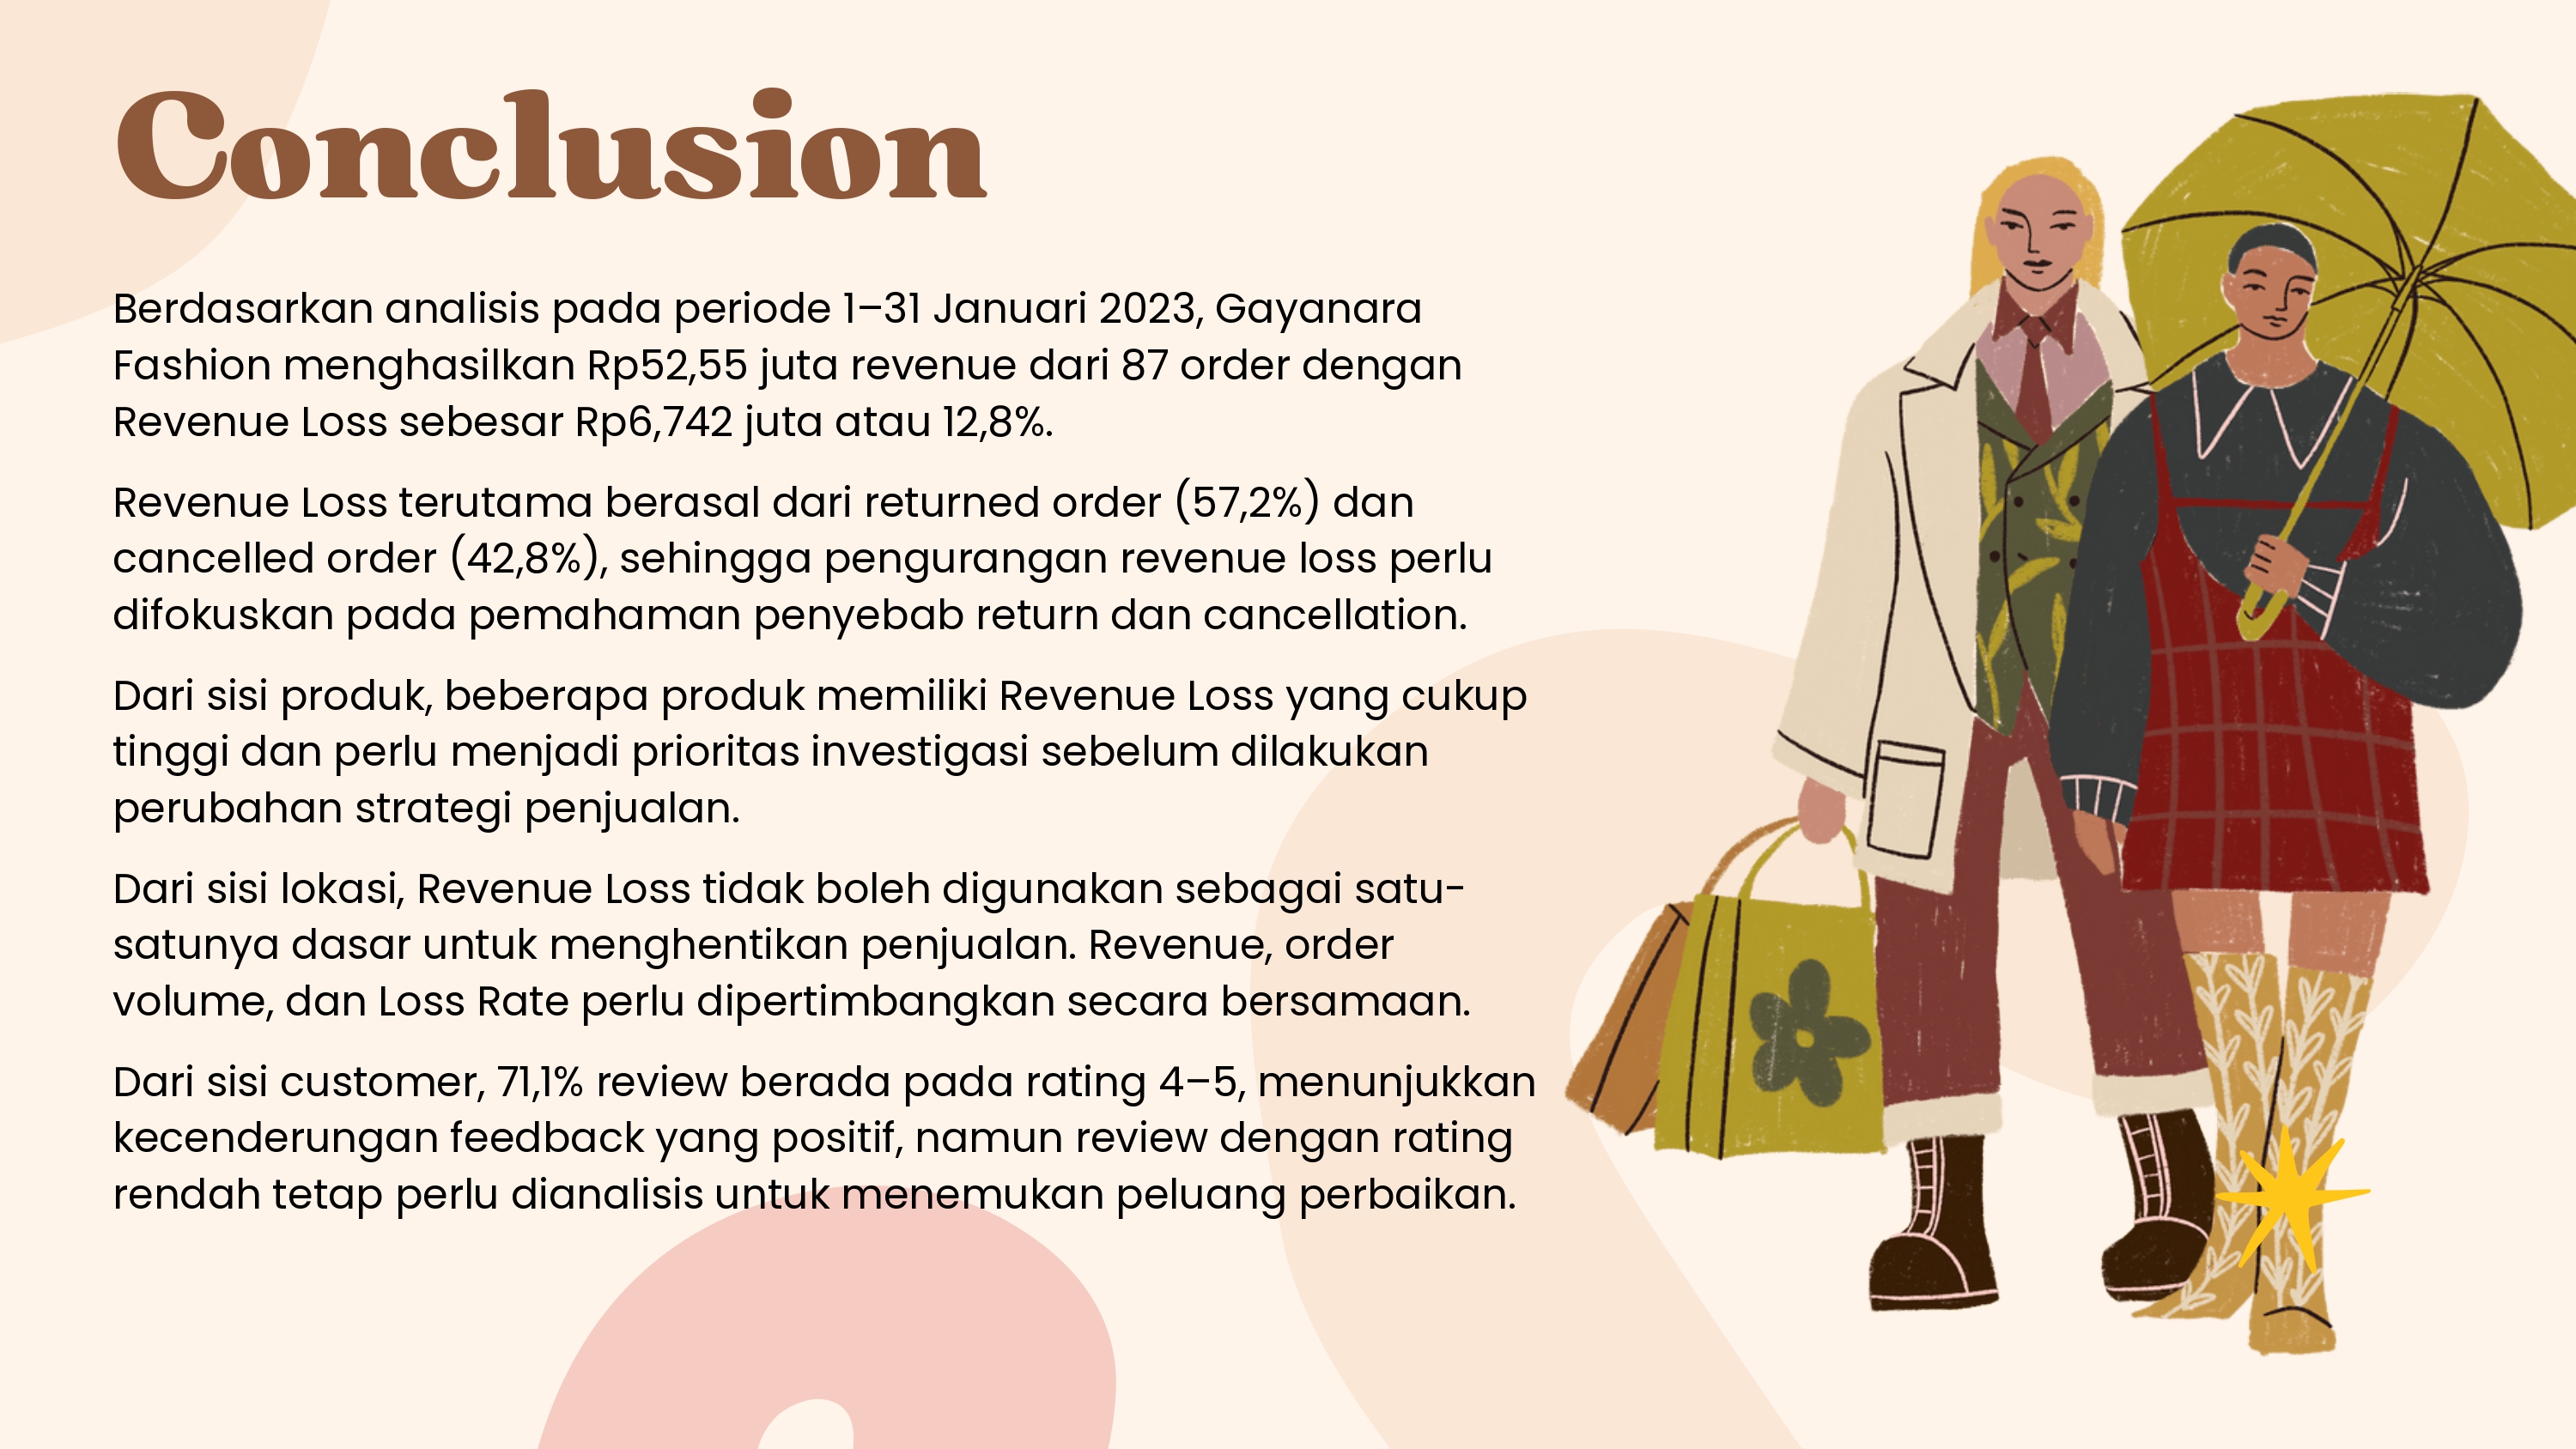 Conclusion
Berdasarkan analisis pada periode 1–31 Januari 2023, Gayanara
Fashion menghasilkan Rp52,55 juta revenue dari 87 order dengan
Revenue Loss sebesar Rp6,742 juta atau 12,8%.
Revenue Loss terutama berasal dari returned order (57,2%) dan
cancelled order (42,8%), sehingga pengurangan revenue loss perlu
difokuskan pada pemahaman penyebab return dan cancellation.
Dari sisi produk, beberapa produk memiliki Revenue Loss yang cukup
tinggi dan perlu menjadi prioritas investigasi sebelum dilakukan
perubahan strategi penjualan.
Dari sisi lokasi, Revenue Loss tidak boleh digunakan sebagai satu-
satunya dasar untuk menghentikan penjualan. Revenue, order
volume, dan Loss Rate perlu dipertimbangkan secara bersamaan.
Dari sisi customer, 71,1% review berada pada rating 4–5, menunjukkan
kecenderungan feedback yang positif, namun review dengan rating
rendah tetap perlu dianalisis untuk menemukan peluang perbaikan.